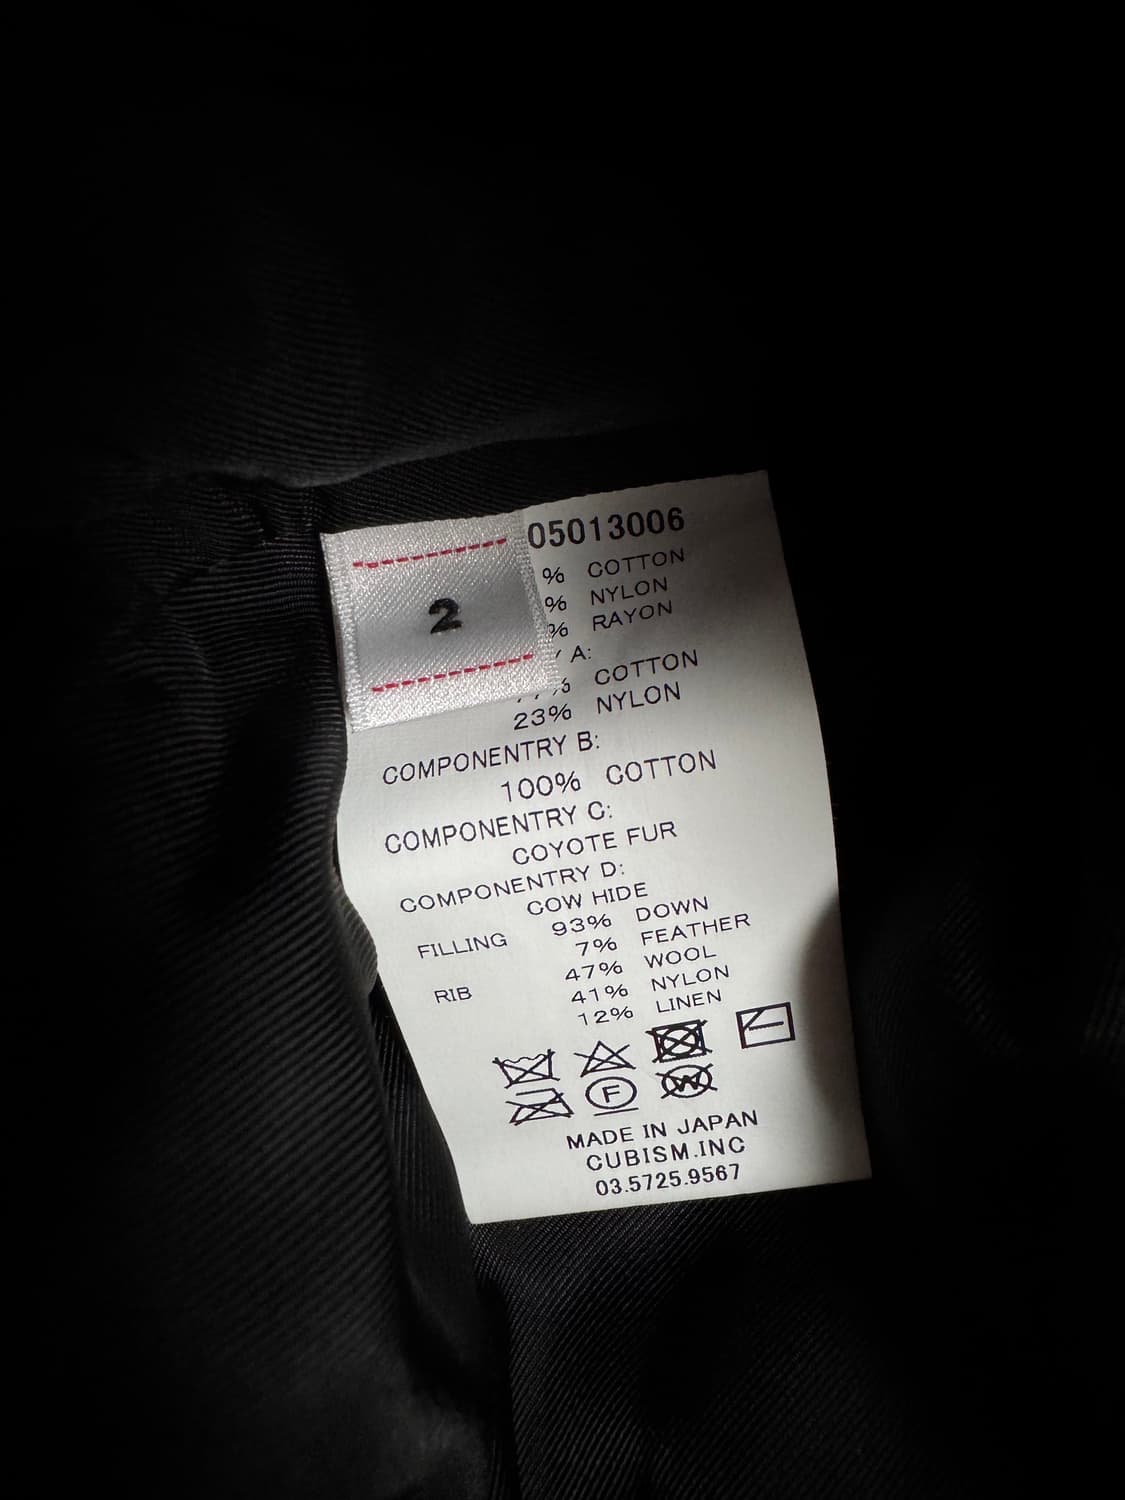 2
05013006
% COTTON
% NYLON
% RAYON
A:
% COTTON
23% NYLON
COMPONENTRY B:
100% COTTON
COMPONENTRY C:
COYOTE FUR
COMPONENTRY D:
COW HIDE
FILLING 93% DOWN
7% FEATHER
RIB 47% WOOL
41% NYLON
12% LINEN
F W
MADE IN JAPAN
CUBISM.INC
03.5725.9567